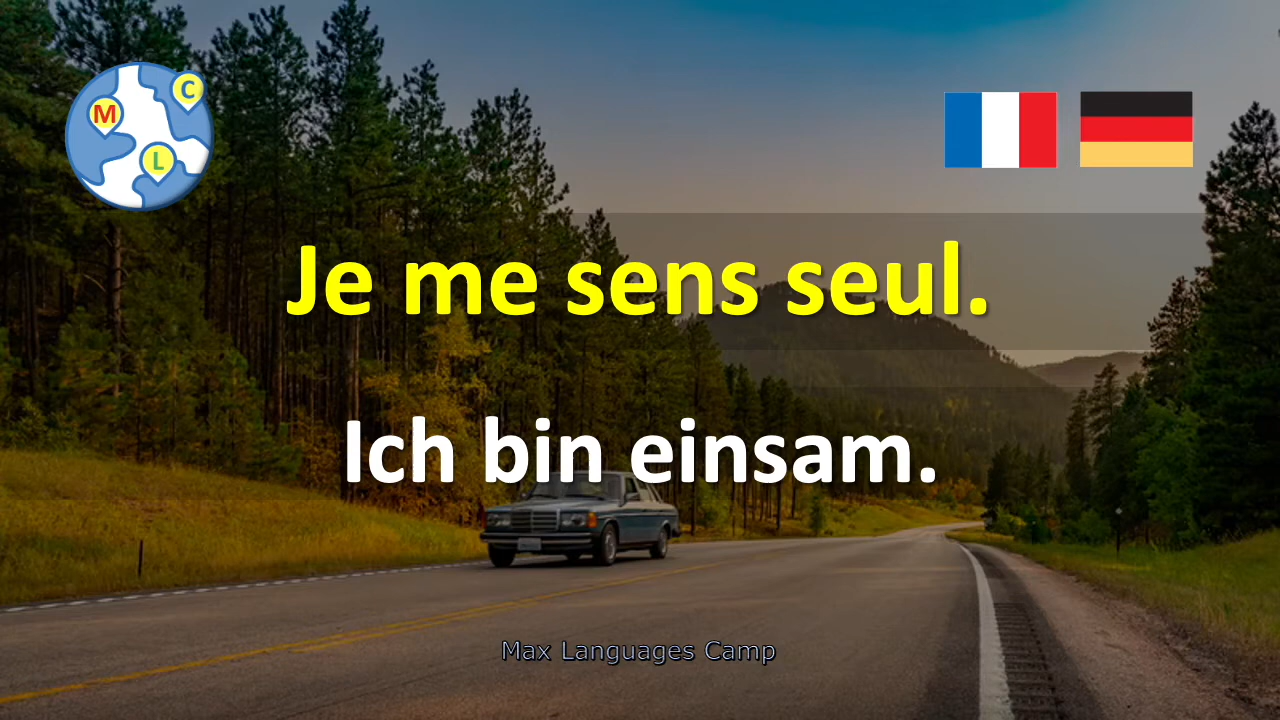 C
M
L
Je me sens seul.
Ich bin einsam.
Max Languages Camp